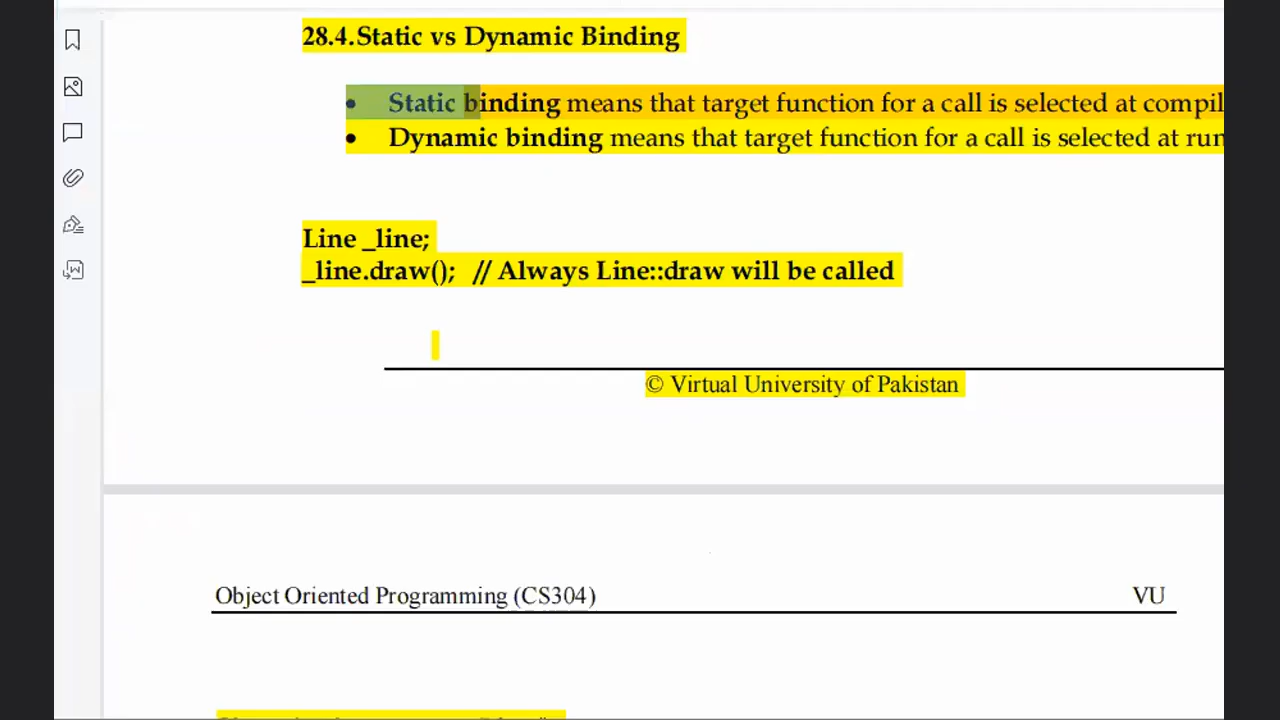 28.4.Static vs Dynamic Binding
• Static binding means that target function for a call is selected at compil
• Dynamic binding means that target function for a call is selected at run
Line _line;
_line.draw(); // Always Line::draw will be called
© Virtual University of Pakistan
Object Oriented Programming (CS304) VU